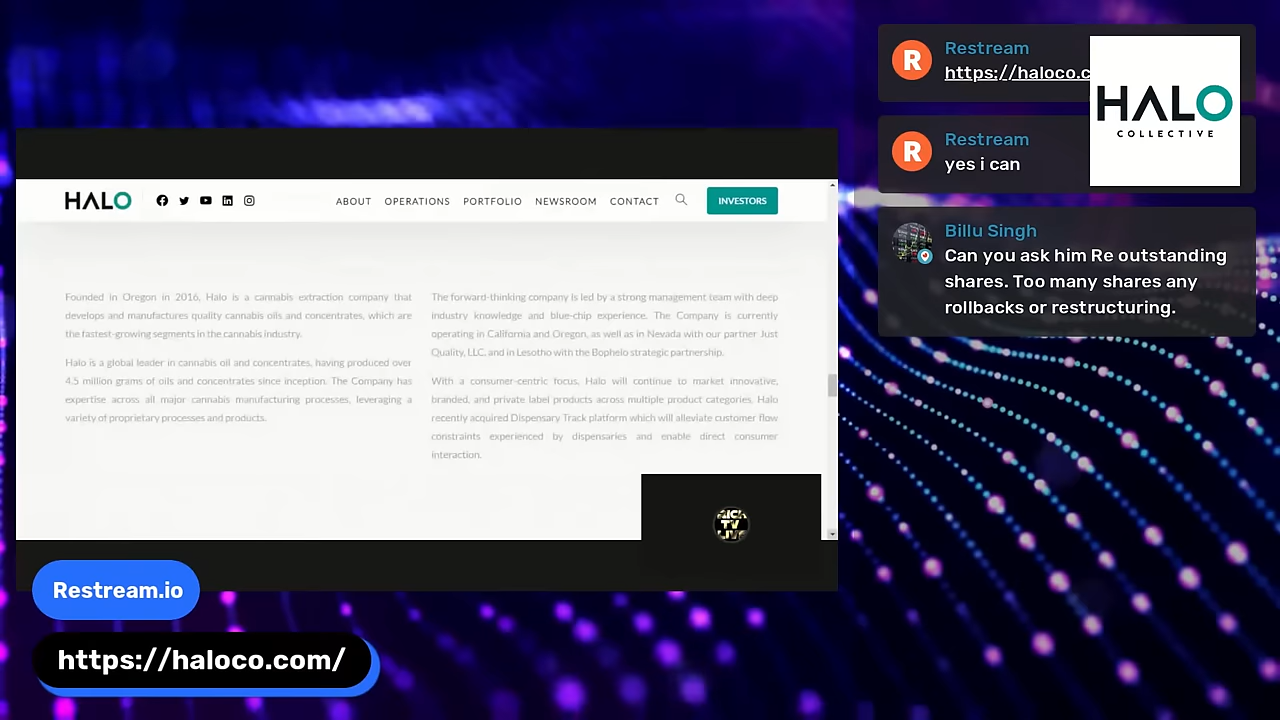 HALO
ABOUT OPERATIONS PORTFOLIO NEWSROOM CONTACT INVESTORS
Founded in Oregon in 2016, Halo is a cannabis extraction company that
develops and manufactures quality cannabis oils and concentrates, which are
the fastest-growing segments in the cannabis industry.
Halo is a global leader in cannabis oil and concentrates, having produced over
4.5 million grams of oils and concentrates since inception. The Company has
expertise across all major cannabis manufacturing processes, leveraging a
variety of proprietary processes and products.
The forward-thinking company is led by a strong management team with deep
industry knowledge and blue-chip experience. The Company is currently
operating in California and Oregon, as well as in Nevada with our partner Just
Quality, LLC, and in Lesotho with the Bophelo strategic partnership.
With a consumer-centric focus, Halo will continue to market innovative,
branded, and private label products across multiple product categories. Halo
recently acquired Dispensary Track platform which will alleviate customer flow
constraints experienced by dispensaries and enable direct consumer
interaction.
RICH
TV
LIVE
Restream.io
https://haloco.com/
R
Restream
https://haloco.c
HALO
COLLECTIVE
R
Restream
yes i can
Billu Singh
Can you ask him Re outstanding
shares. Too many shares any
rollbacks or restructuring.